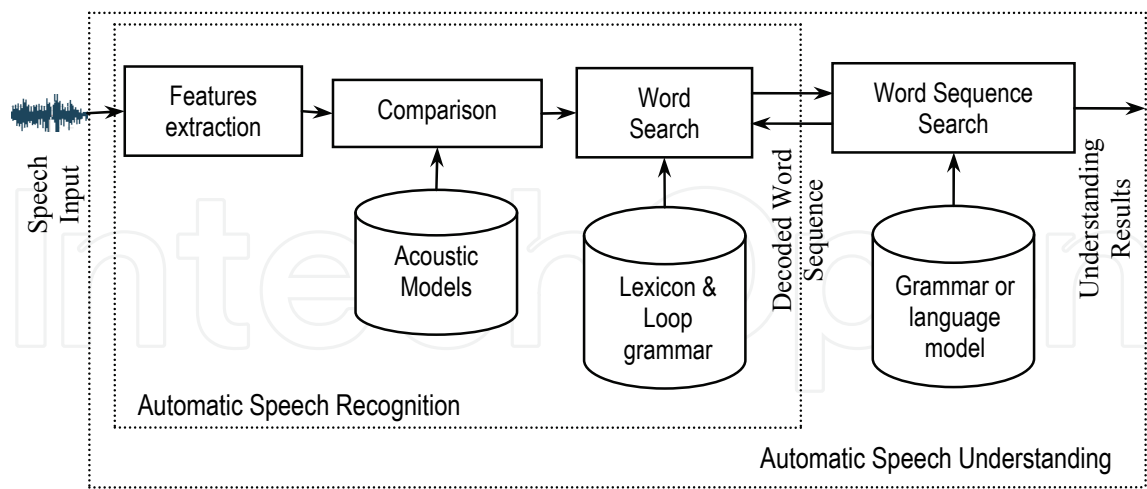 Speech
Input
Features
extraction
Comparison
Word
Search
Word Sequence
Search
Acoustic
Models
Lexicon &
Loop
grammar
Decoded Word
Sequence
Grammar or
language
model
Understanding
Results
Automatic Speech Recognition
Automatic Speech Understanding
IntechOpen